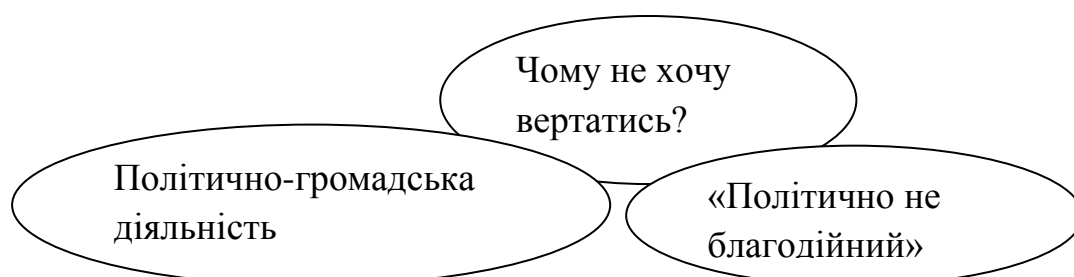 Чому не хочу
вертатись?
Політично-громадська
діяльність
«Політично не
благодійний»